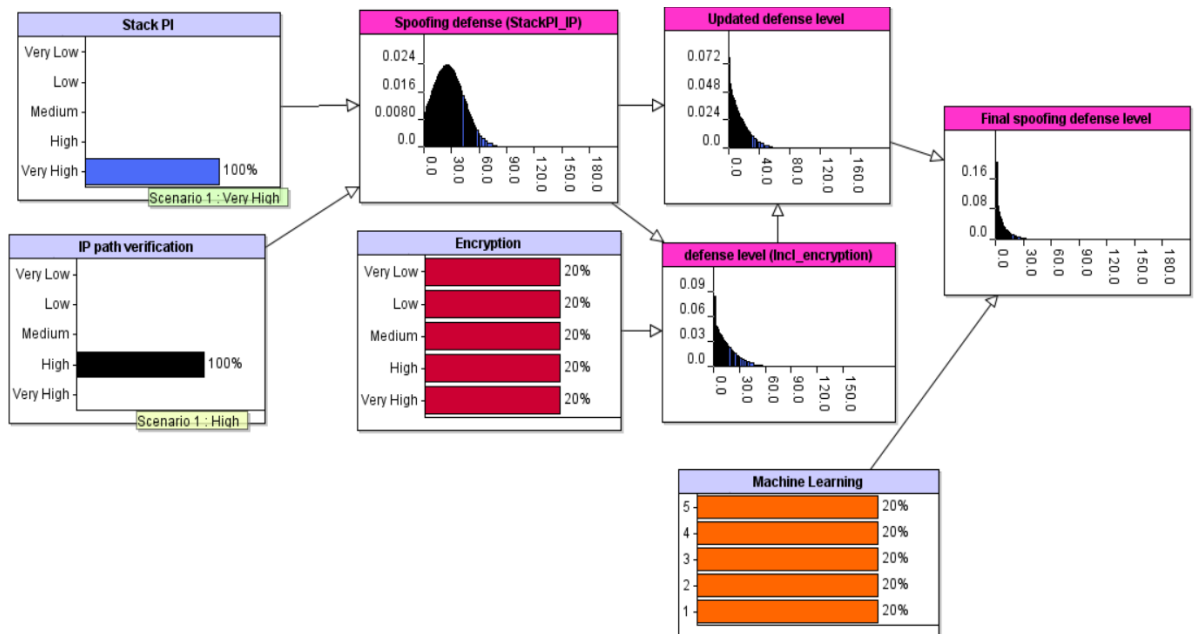 Stack PI
Very Low
Low
Medium
High
Very High
100%
Scenario 1 : Very High
IP path verification
Very Low
Low
Medium
High
100%
Very High
Scenario 1 : High
Spoofing defense (StackPI_IP)
0.024
0.016
0.0080
0.0
0.0
30.0
60.0
90.0
120.0
150.0
180.0
Encryption
Very Low
20%
Low
20%
Medium
20%
High
20%
Very High
20%
Updated defense level
0.072
0.048
0.024
0.0
0.0
40.0
80.0
120.0
160.0
defense level (Incl_encryption)
0.09
0.06
0.03
0.0
0.0
30.0
60.0
90.0
120.0
150.0
Final spoofing defense level
0.16
0.08
0.0
0.0
30.0
60.0
90.0
120.0
150.0
180.0
Machine Learning
5
20%
4
20%
3
20%
2
20%
1
20%